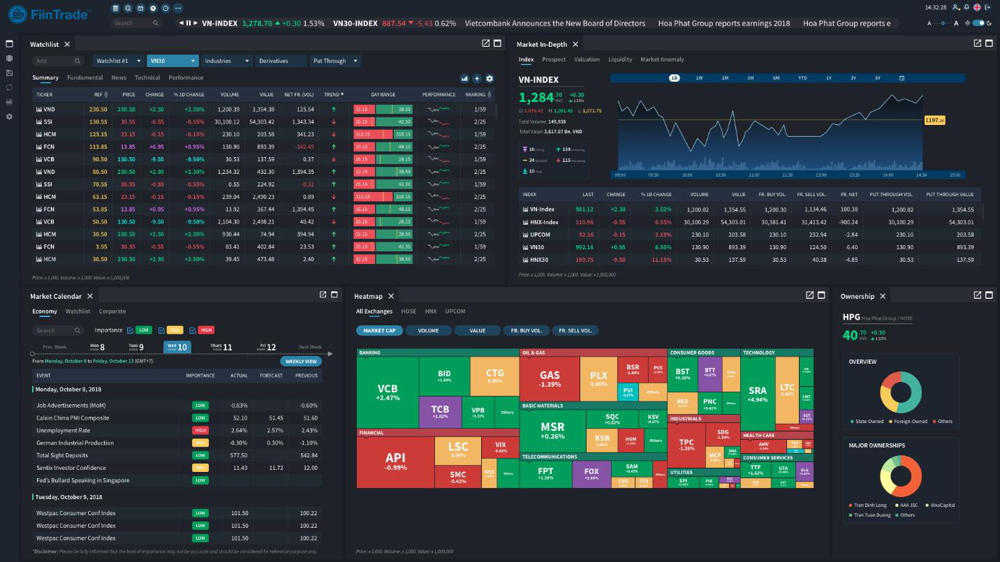 FiinTrade
14:32:28
Search
VN-INDEX 1,278.70 +0.30 1.53% VN30-INDEX 887.54 -5.43 0.62% Vietcombank Announces the New Board of Directors Hoa Phat Group reports earnings 2018 Hoa Phat Group reports e
A A
Watchlist
Add Watchlist #1 VN30 Industries Derivatives Put Through
Summary Fundamental News Technical Performance
TICKER REF PRICE CHANGE % 1D CHANGE VOLUME VALUE NET FR. (VOL) TREND DAY RANGE PERFORMANCE RANKING
VND 230.50 230.50 +2.30 +2.30% 1,200.39 1,354.38 125.54 12.15 38.50 1/59
SSI 130.55 30.55 -0.55 -0.55% 30,100.12 54,303.42 1,343.34 25.15 42.30 2/25
HCM 123.15 23.15 -0.15 -0.15% 230.10 203.58 341.23 112.15 318.15 1/59
FCN 113.85 13.85 +0.95 +0.95% 130.90 893.39 -342.45 15.15 48.15 2/25
VCB 90.50 130.50 -9.50 -9.50% 30.53 137.59 0.37 20.15 28.15 1/59
VND 80.50 230.50 +2.30 +2.30% 1,234.32 432.30 1,394.35 12.15 38.50 2/25
SSI 70.55 30.55 -0.55 -0.55% 0.55 224.92 -0.32 25.15 42.30 1/59
HCM 63.15 23.15 -0.15 -0.15% 239.04 2,490.23 0.89 112.15 318.15 2/25
FCN 53.85 13.85 +0.95 +0.95% 13.92 367.44 1,394.45 15.15 48.15 2/25
VCB 50.50 130.50 -9.50 -9.50% 2,104.30 2,498.21 40.42 20.15 28.15 1/59
HCM 30.50 230.50 +2.30 +2.30% 930.44 74.94 394.94 12.15 38.50 2/25
FCN 3.55 30.55 -0.55 -0.55% 83.41 402.84 23.53 25.15 42.30 1/59
HCM 30.50 230.50 +2.30 +2.30% 39.45 473.48 2.40 12.15 38.50 2/25
Price: x 1,000. Volume: x 1,000. Value: x 1,000,000
Market In-Depth
Index Prospect Valuation Liquidity Market Anomaly
VN-INDEX
1,284.70 VND +0.30 1.53%
O: 1,076.42 H: 1,091.45 L: 1,071.75
Total Volume: 149,938
Total Value: 3,617.67 Bn. VND
16 Ceiling 138 Increasing
34 Standstill 115 Decreasing
10 Floor
1D 1W 1M 3M 6M YTD 1Y 3Y 5Y
1197.26
09:00 09:30 10:00 10:30 11:00 11:30 13:00 13:30 14:00 14:30 15:00
INDEX LAST CHANGE % 1D CHANGE VOLUME VALUE FR. BUY VOL. FR. SELL VOL. FR. NET PUT THROUGH VOL. PUT THROUGH VALUE
VN-Index 981.12 +2.30 3.52% 1,200.02 1,354.55 1,200.30 1,134.46 100.38 1,200.02 1,354.55
HNX-Index 110.96 -0.55 0.55% 30,100.29 54,303.01 30,381.41 31,413.42 -900.24 30,100.29 54,303.01
UPCOM 52.16 -0.15 2.15% 230.10 203.58 230.10 232.94 -2.84 230.10 203.58
VN30 992.16 +0.95 6.85% 130.90 893.39 130.90 124.50 6.40 130.90 893.39
HNX30 199.75 -9.50 11.15% 30.53 137.59 30.53 40.38 -4.85 30.53 137.59
Price: x 1,000. Volume: x 1,000. Value: x 1,000,000
Market Calendar
Economy Watchlist Corporate
Search Importance LOW MED HIGH
Prev. Week Mon October 8 Tues October 9 Wed October 10 Thurs October 11 Fri October 12 Next Week
From Monday, October 8 to Friday, October 12 (GMT+7) WEEKLY VIEW
EVENT IMPORTANCE ACTUAL FORECAST PREVIOUS
Monday, October 8, 2018
Job Advertisements (MoM) LOW -0.83% -0.60%
Calxin China PMI Composite LOW 52.10 51.45 51.60
Unemployment Rate HIGH 2.64% 2.57% 2.43%
German Industrial Production MED -0.30% 0.30% -1.10%
Total Sight Deposits LOW 577.50 542.84
Sentix Investor Confidence MED 11.43 11.72 12.00
Fed's Bullard Speaking in Singapore LOW
Tuesday, October 9, 2018
Westpac Consumer Conf Index LOW 101.50 100.22
Westpac Consumer Conf Index LOW 101.50 100.22
Westpac Consumer Conf Index LOW 101.50 100.22
*Disclaimer: Please be fully informed that the level of importance may not be accurate and should be considered for reference purpose only.
Heatmap
All Exchanges HOSE HNX UPCOM
MARKET CAP VOLUME VALUE FR. BUY VOL. FR. SELL VOL.
BANKING
VCB +2.47%
BID +1.84%
CTG 0.00%
TCB +1.02%
VPB +1.12%
Others
FINANCIAL
API -0.99%
LSC 0.00%
SMC -0.42%
VIX -0.82%
WSS
Others
OIL & GAS
GAS -1.39%
PLX 0.00%
BSR -1.84%
PVS
PVI -0.67%
Others
BASIC MATERIALS
MSR +0.26%
SQC +0.82%
KSV +0.67%
KSB 0.00%
HGM
Others
TELECOMMUNICATIONS
FPT +1.38%
FOX +1.84%
SAM +0.43%
CMG
STB
Others
CONSUMER GOODS
BST +0.26%
BTT +0.67%
BED
PNC +0.42%
Others
INDUSTRIALS
TPC -1.26%
SDG -1.84%
MCP 0.00%
SMA
UTILITIES
SPI
PVE
TECHNOLOGY
SRA +4.94%
LTC 0.00%
CMT
SGT
Others
HEALTH CARE
AMV
CONSUMER SERVICES
TTF +1.52%
GTA
DLG
Price: x 1,000. Volume: x 1,000. Value: x 1,000,000
Ownership
HPG Hoa Phat Group / HOSE
40.70 VND +0.30 1.53%
OVERVIEW
State-Owned Foreign-Owned Others
MAJOR OWNERSHIPS
Tran Dinh Long AAA JSC VinaCapital
Tran Tuan Duong Others